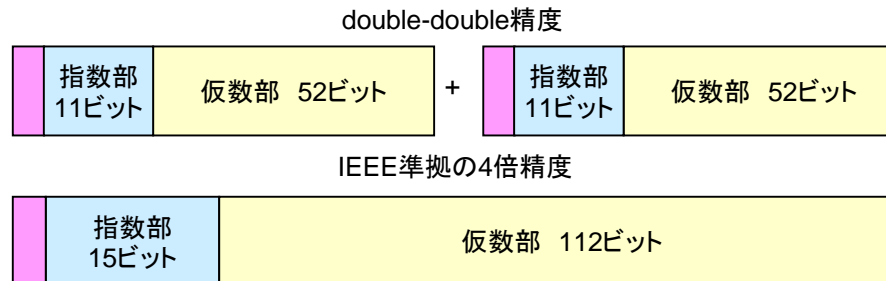 double-double精度
指数部
11ビット
仮数部 52ビット
+
指数部
11ビット
仮数部 52ビット
IEEE準拠の4倍精度
指数部
15ビット
仮数部 112ビット